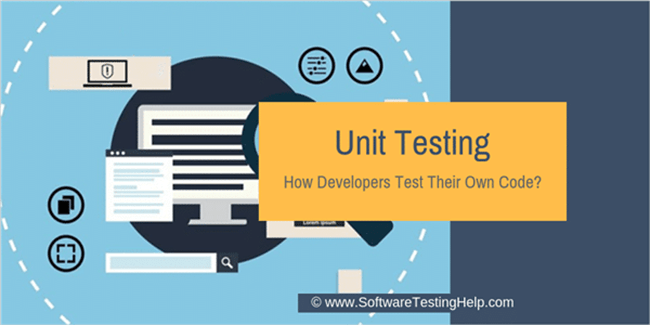 Unit Testing
How Developers Test Their Own Code?
Lorem ipsum
© www.SoftwareTestingHelp.com